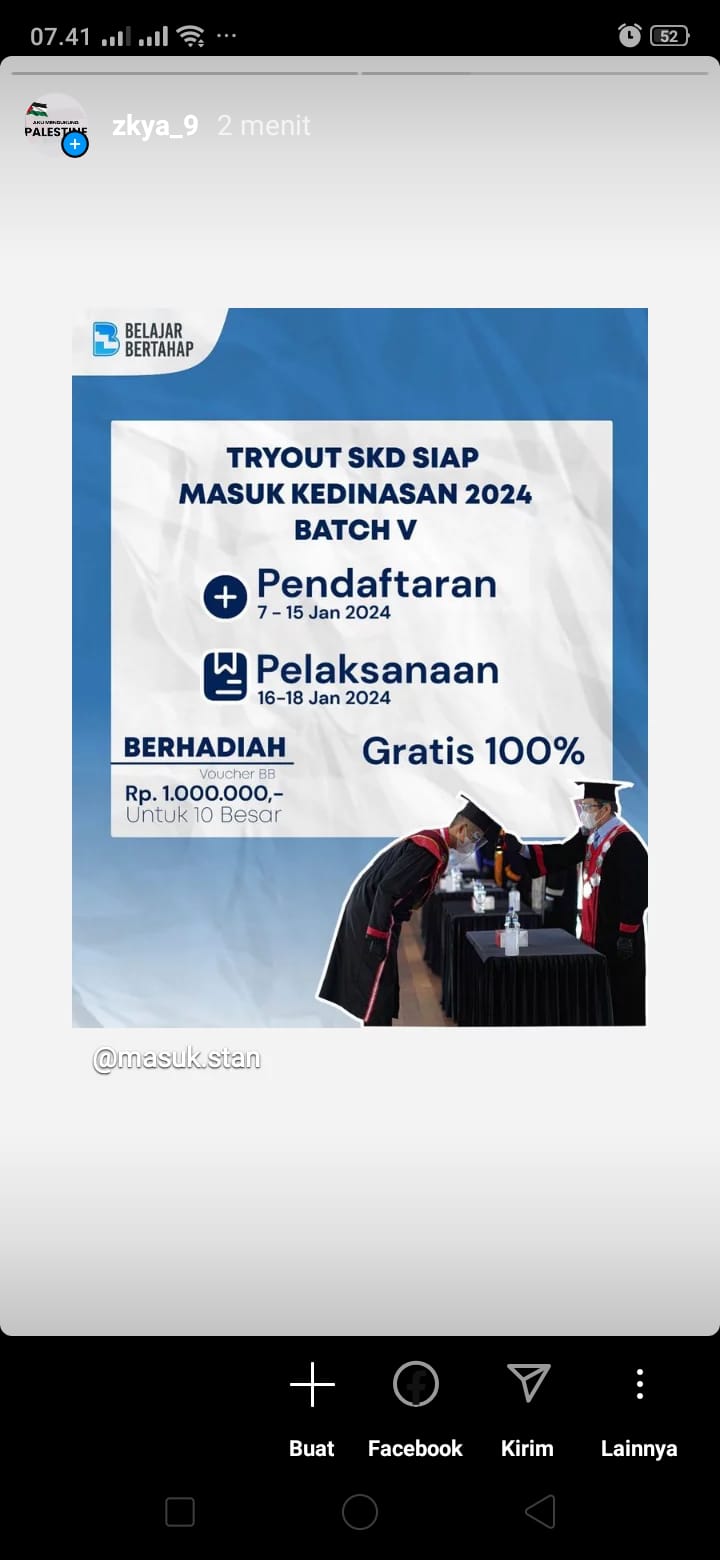 07.41
52
AKU MENDUKUNG
PALESTINE
zkya_9 2 menit
BELAJAR
BERTAHAP
TRYOUT SKD SIAP
MASUK KEDINASAN 2024
BATCH V
Pendaftaran
7 – 15 Jan 2024
Pelaksanaan
16-18 Jan 2024
BERHADIAH
Voucher BB
Rp. 1.000.000,-
Untuk 10 Besar
Gratis 100%
@masuk.stan
Buat
Facebook
Kirim
Lainnya